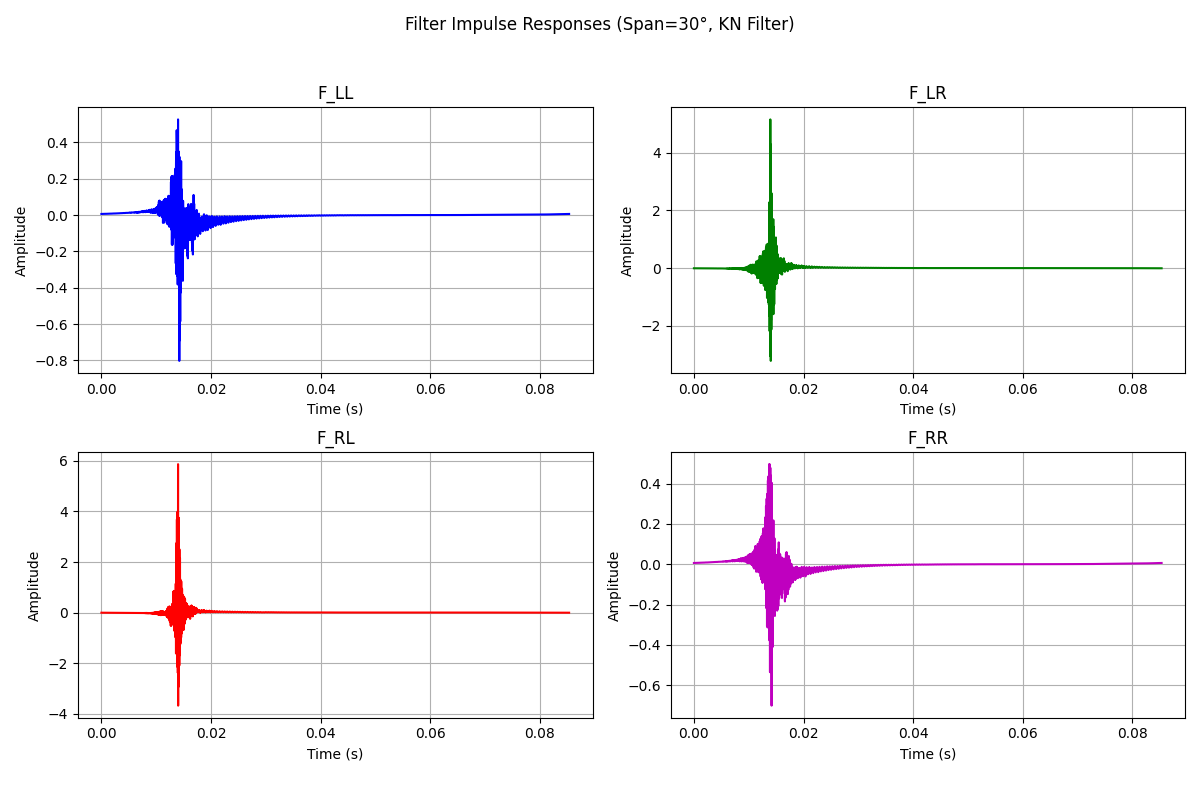 Filter Impulse Responses (Span=30°, KN Filter)
F_LL
0.4
0.2
0.0
−0.2
−0.4
−0.6
−0.8
Amplitude
0.00 0.02 0.04 0.06 0.08
Time (s)
F_LR
4
2
0
−2
Amplitude
0.00 0.02 0.04 0.06 0.08
Time (s)
F_RL
6
4
2
0
−2
−4
Amplitude
0.00 0.02 0.04 0.06 0.08
Time (s)
F_RR
0.4
0.2
0.0
−0.2
−0.4
−0.6
Amplitude
0.00 0.02 0.04 0.06 0.08
Time (s)